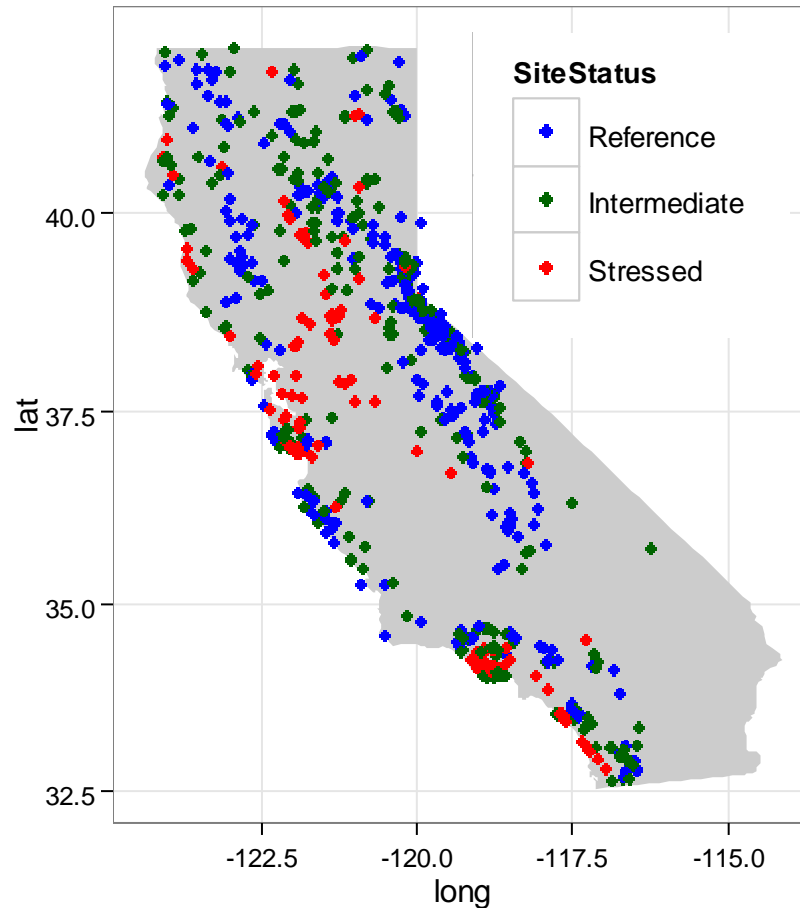 SiteStatus
Reference
Intermediate
Stressed
40.0
37.5
35.0
32.5
lat
-122.5 -120.0 -117.5 -115.0
long